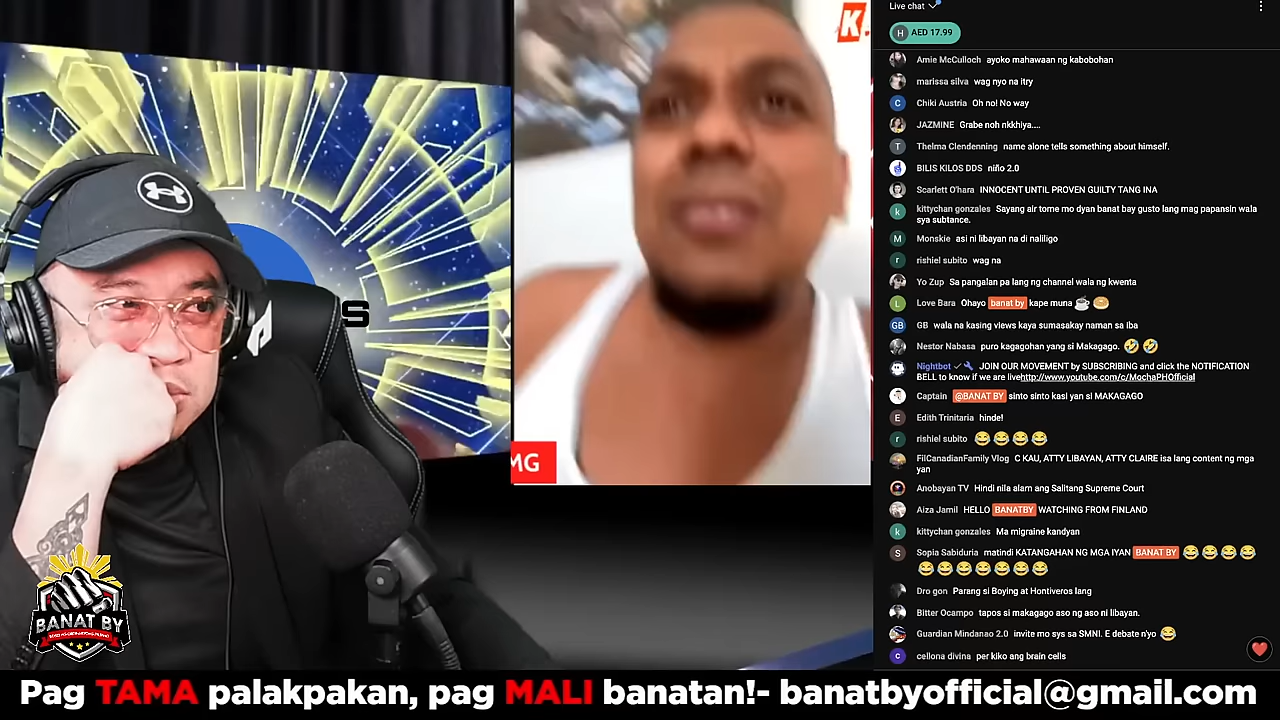 Live chat
H AED 17.99
Amie McCulloch ayoko mahawaan ng kabobohan
marissa silva wag nyo na itry
Chiki Austria Oh no! No way
JAZMINE Grabe noh nkkhiya....
Thelma Clendenning name alone tells something about himself.
BILIS KILOS DDS niño 2.0
Scarlett O'hara INNOCENT UNTIL PROVEN GUILTY TANG INA
kittychan gonzales Sayang air tome mo dyan banat bay gusto lang mag papansin wala
sya subtance.
Monskie asi ni libayan na di naliligo
rishiel subito wag na
Yo Zup Sa pangalan pa lang ng channel wala ng kwenta
Love Bara Ohayo banat by kape muna ☕ 🥯
GB wala na kasing views kaya sumasakay naman sa iba
Nestor Nabasa puro kagagohan yang si Makagago. 🤣 🤣
Nightbot JOIN OUR MOVEMENT by SUBSCRIBING and click the NOTIFICATION
BELL to know if we are livehttp://www.youtube.com/c/MochaPHOfficial
Captain @BANAT BY sinto sinto kasi yan si MAKAGAGO
Edith Trinitaria hinde!
rishiel subito 😂 😂 😂 😂
FilCanadianFamily Vlog C KAU, ATTY LIBAYAN, ATTY CLAIRE isa lang content ng mga
yan
Anobayan TV Hindi nila alam ang Salitang Supreme Court
Aiza Jamil HELLO BANATBY WATCHING FROM FINLAND
kittychan gonzales Ma migraine kandyan
Sopia Sabiduria matindi KATANGAHAN NG MGA IYAN BANAT BY 😂 😂 😂 😂
😂 😂 😂 😂 😂 😂 😂
Dro gon Parang si Boying at Hontiveros lang
Bitter Ocampo tapos si makagago aso ng aso ni libayan.
Guardian Mindanao 2.0 invite mo sys sa SMNI. E debate n'yo 😂
cellona divina per kiko ang brain cells
K.
S
MG
BANAT BY
Pag TAMA palakpakan, pag MALI banatan!- banatbyofficial@gmail.com